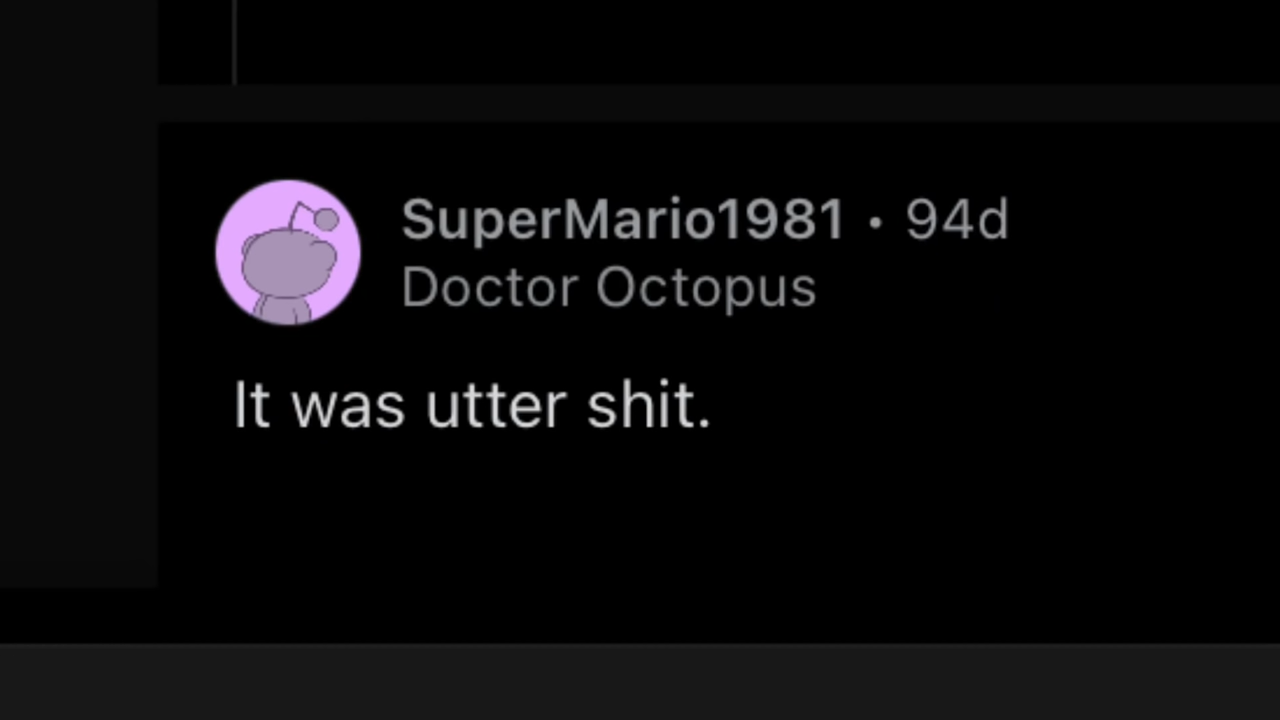 SuperMario1981 • 94d
Doctor Octopus
It was utter shit.